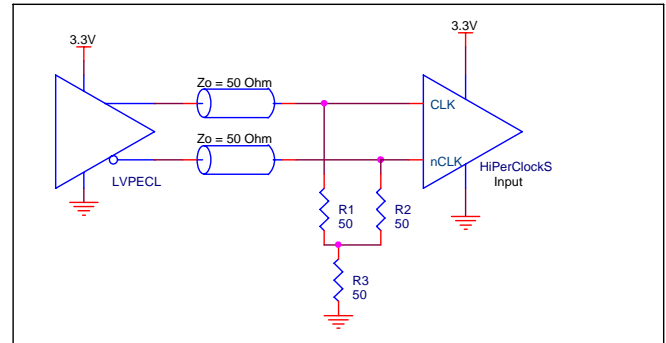 3.3V
3.3V
Zo = 50 Ohm
CLK
Zo = 50 Ohm
nCLK
LVPECL
HiPerClockS
Input
R1
50
R2
50
R3
50